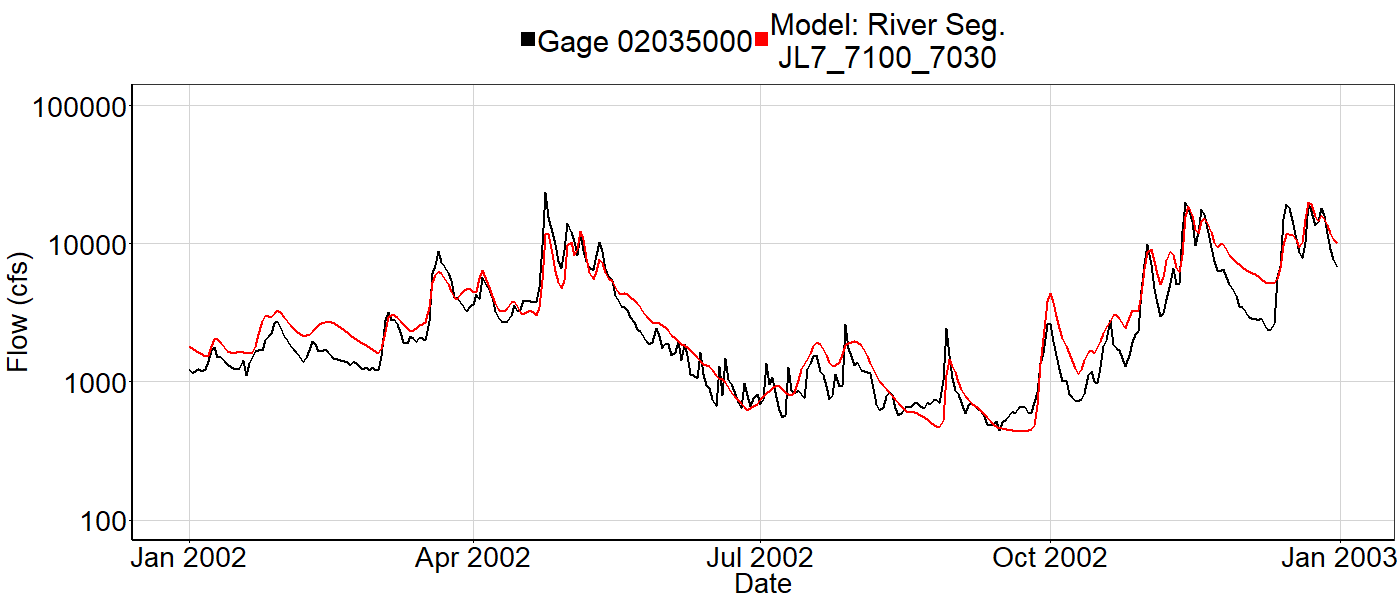 Gage 02035000
Model: River Seg.
JL7_7100_7030
Flow (cfs)
100000
10000
1000
100
Jan 2002
Apr 2002
Jul 2002
Oct 2002
Jan 2003
Date